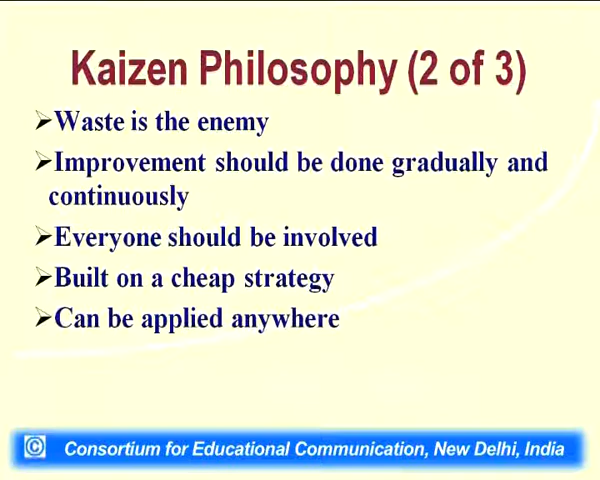 Kaizen Philosophy (2 of 3)
➢Waste is the enemy
➢Improvement should be done gradually and
continuously
➢Everyone should be involved
➢Built on a cheap strategy
➢Can be applied anywhere
© Consortium for Educational Communication, New Delhi, India